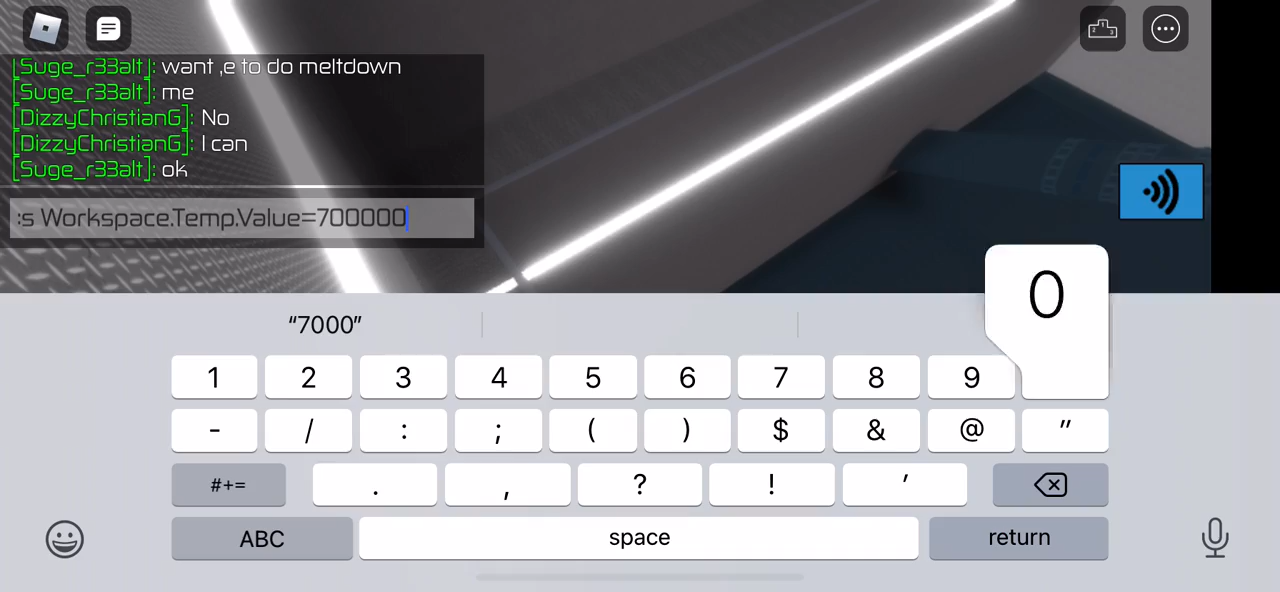 [Suge_r33alt]: want ,e to do meltdown
[Suge_r33alt]: me
[DizzyChristianG]: No
[DizzyChristianG]: I can
[Suge_r33alt]: ok
:s Workspace.Temp.Value=700000
“7000”
0
1 2 3 4 5 6 7 8 9
- / : ; ( ) $ & @ "
#+= . , ? ! '
ABC space return